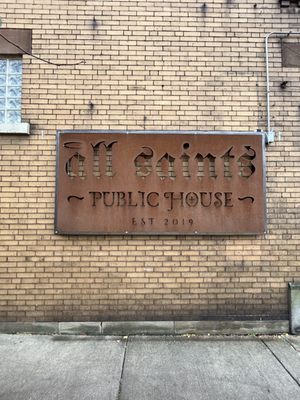 all saints
~ PUBLIC HOUSE ~
EST 2019